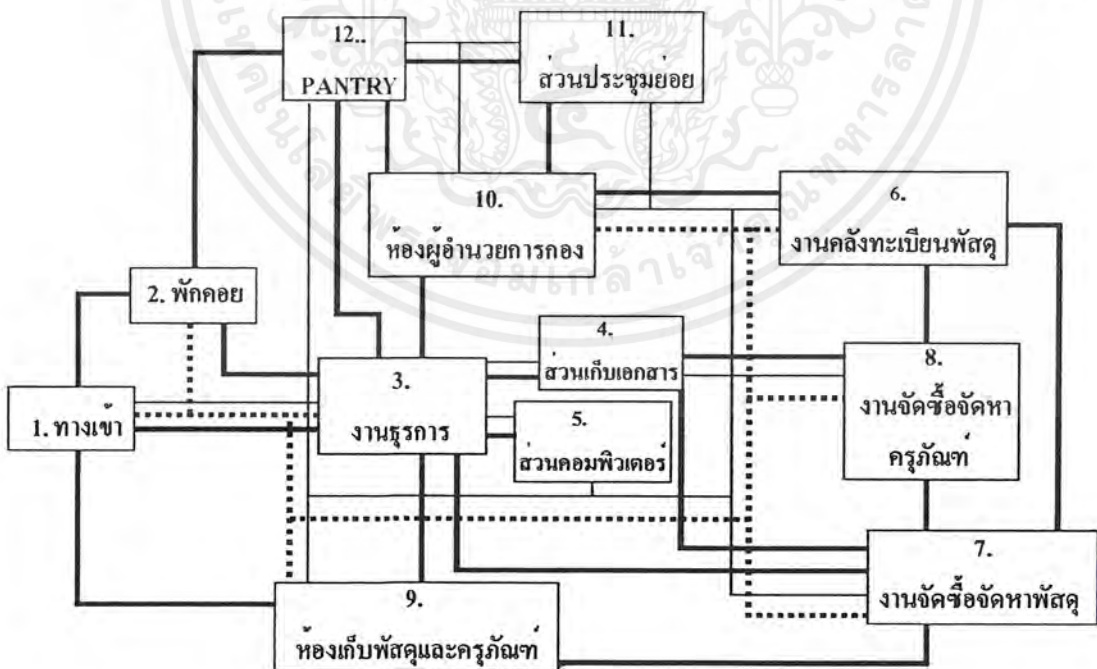 12..
PANTRY
11.
ส่วนประชุมย่อย
10.
ห้องผู้อำนวยการกอง
6.
งานคลังทะเบียนพัสดุ
2. พักคอย
4.
ส่วนเก็บเอกสาร
8.
งานจัดซื้อจัดหา
ครุภัณฑ์
3.
งานธุรการ
1. ทางเข้า
5.
ส่วนคอมพิวเตอร์
7.
งานจัดซื้อจัดหาพัสดุ
9.
ห้องเก็บพัสดุและครุภัณฑ์